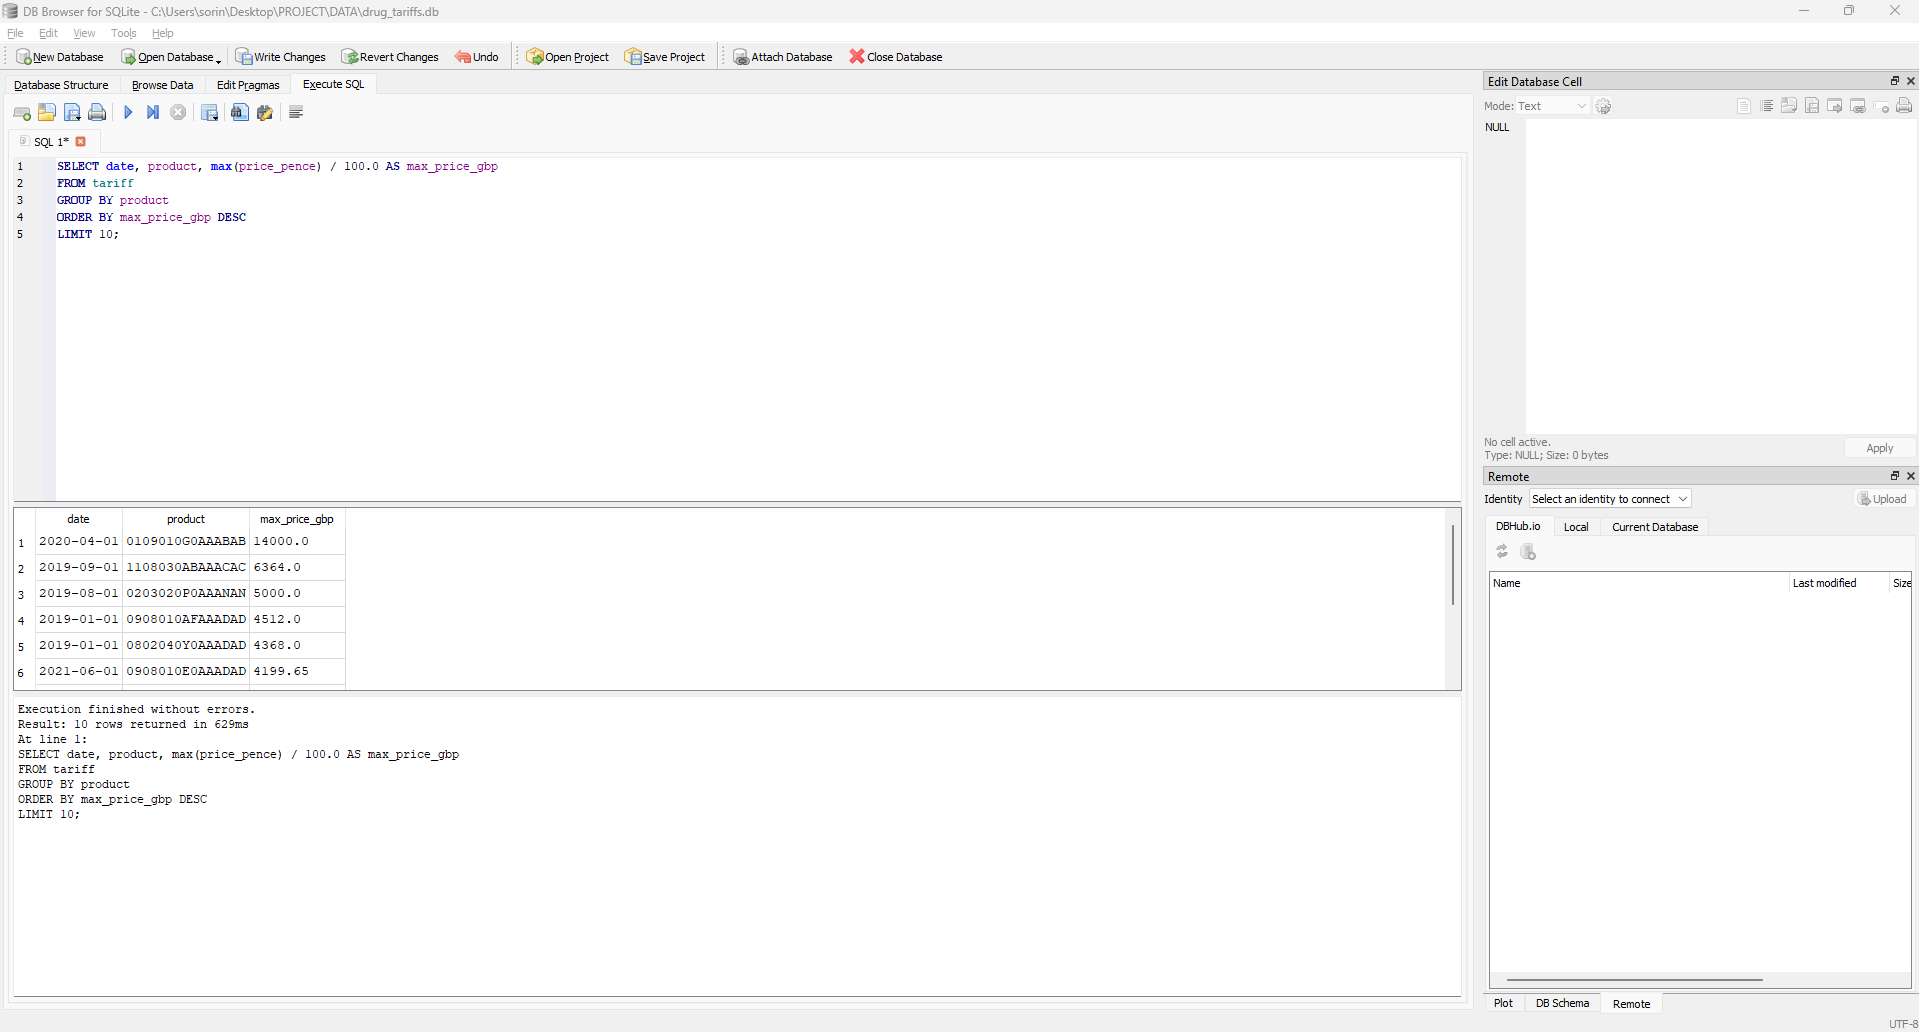 DB Browser for SQLite - C:\Users\sorin\Desktop\PROJECT\DATA\drug_tariffs.db
File Edit View Tools Help
New Database Open Database Write Changes Revert Changes Undo Open Project Save Project Attach Database Close Database
Database Structure Browse Data Edit Pragmas Execute SQL
SQL 1*
1 SELECT date, product, max(price_pence) / 100.0 AS max_price_gbp
2 FROM tariff
3 GROUP BY product
4 ORDER BY max_price_gbp DESC
5 LIMIT 10;
date product max_price_gbp
1 2020-04-01 0109010G0AAABAB 14000.0
2 2019-09-01 1108030ABAAACAC 6364.0
3 2019-08-01 0203020P0AAANAN 5000.0
4 2019-01-01 0908010AFAAADAD 4512.0
5 2019-01-01 0802040Y0AAADAD 4368.0
6 2021-06-01 0908010E0AAADAD 4199.65
Execution finished without errors.
Result: 10 rows returned in 629ms
At line 1:
SELECT date, product, max(price_pence) / 100.0 AS max_price_gbp
FROM tariff
GROUP BY product
ORDER BY max_price_gbp DESC
LIMIT 10;
Edit Database Cell
Mode: Text
NULL
No cell active.
Type: NULL; Size: 0 bytes
Apply
Remote
Identity Select an identity to connect Upload
DBHub.io Local Current Database
Name Last modified Size
Plot DB Schema Remote
UTF-8